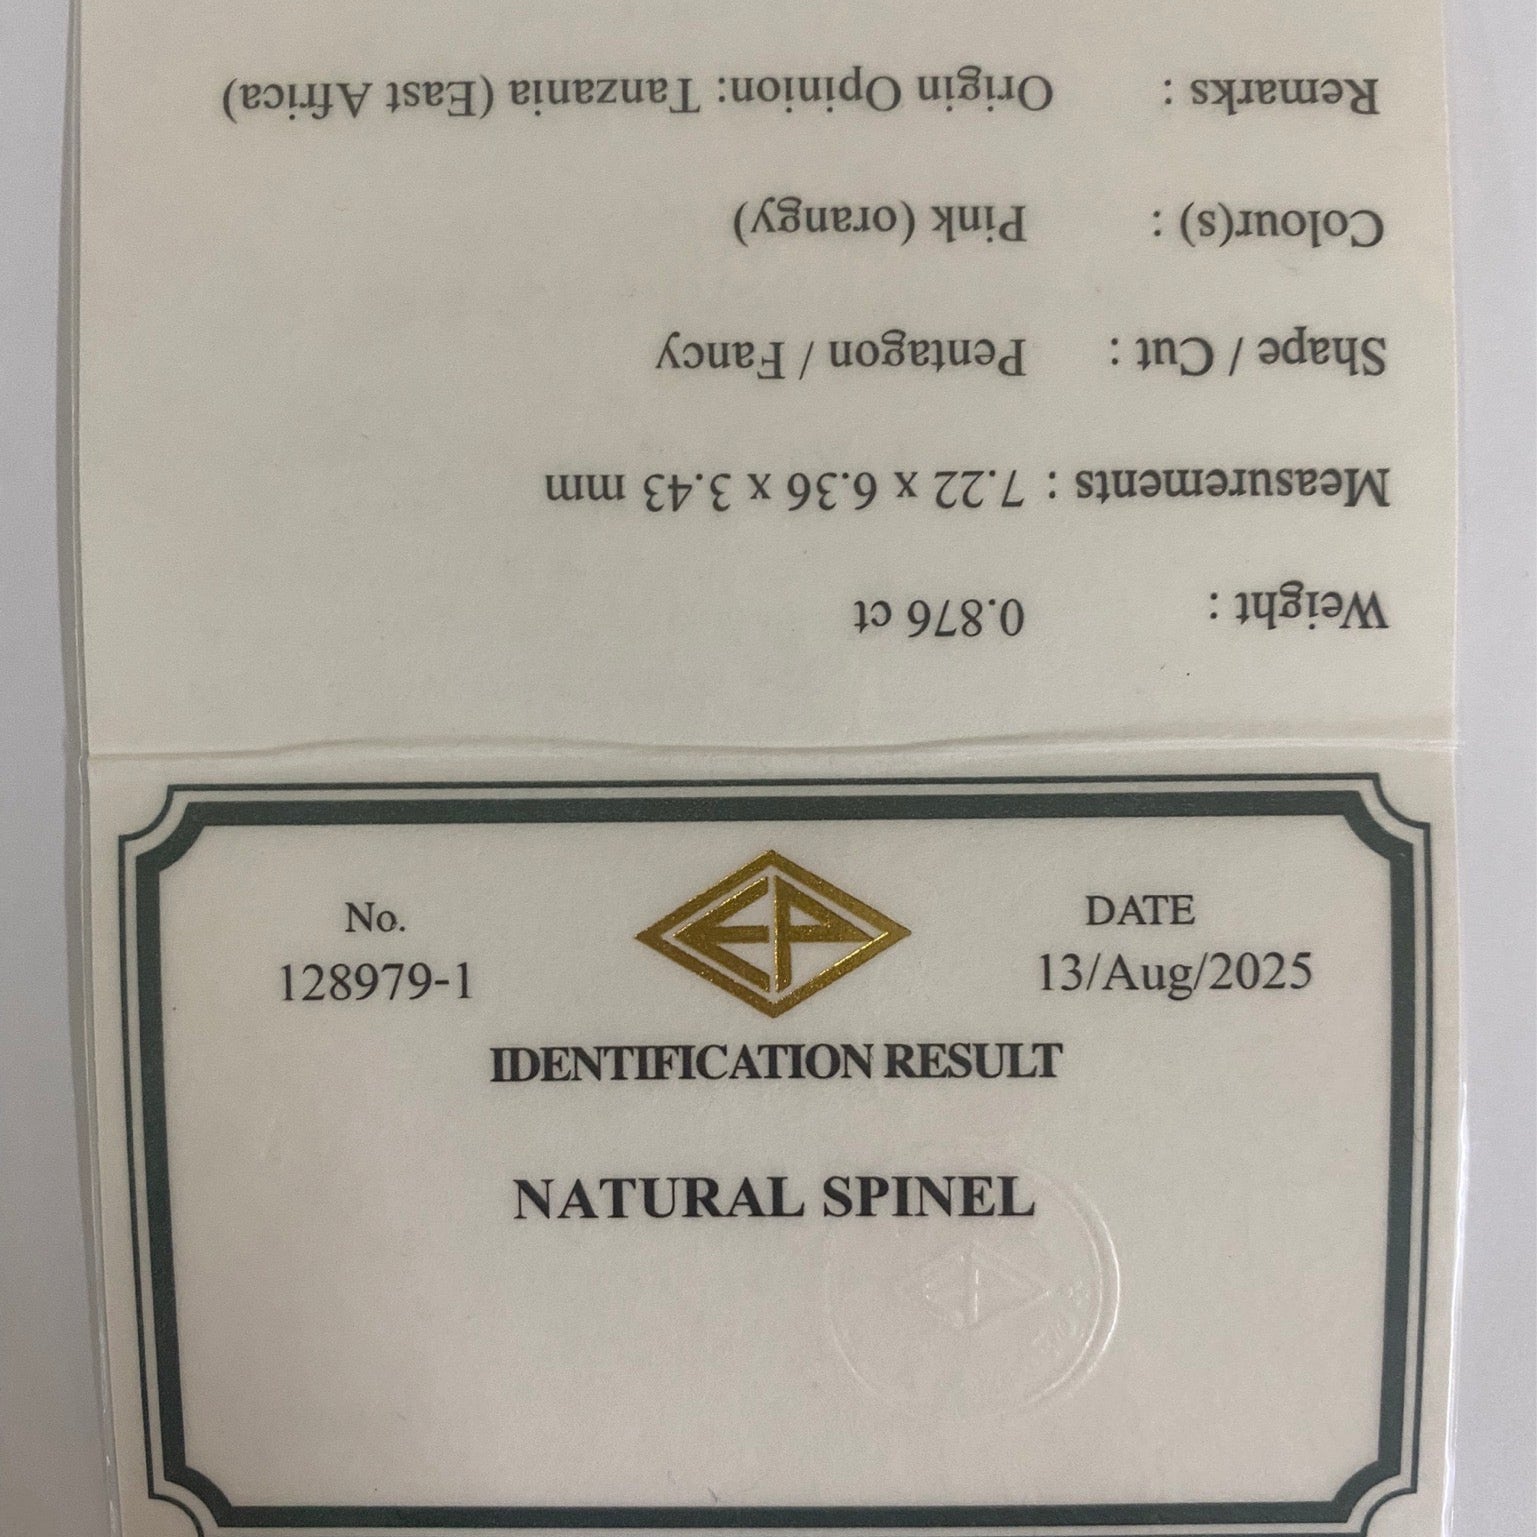 No.
128979-1
EP
DATE
13/Aug/2025
IDENTIFICATION RESULT
NATURAL SPINEL
Weight : 0.876 ct
Measurements : 7.22 x 6.36 x 3.43 mm
Shape / Cut : Pentagon / Fancy
Colour(s) : Pink (orangy)
Remarks : Origin Opinion: Tanzania (East Africa)